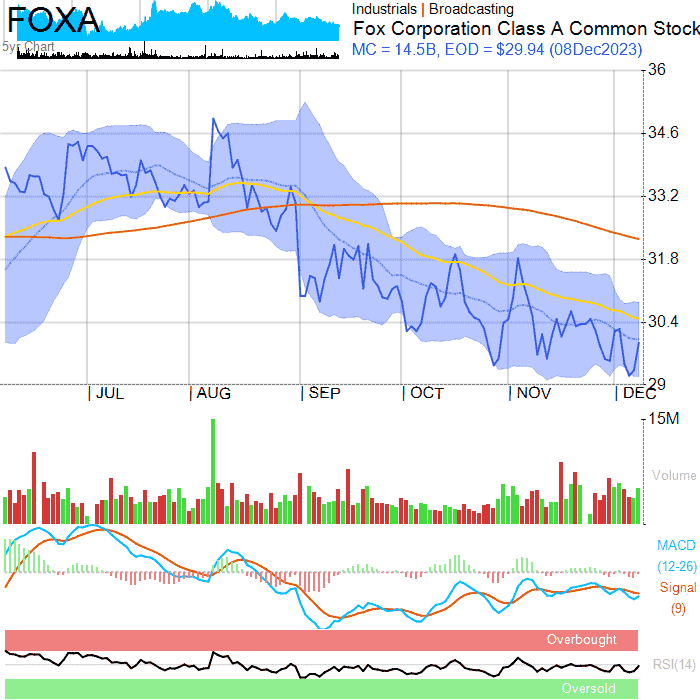 FOXA
5yr Chart
Industrials | Broadcasting
Fox Corporation Class A Common Stock
MC = 14.5B, EOD = $29.94 (08Dec2023)
36
34.6
33.2
31.8
30.4
29
JUL
AUG
SEP
OCT
NOV
DEC
15M
Volume
MACD
(12-26)
Signal
(9)
Overbought
RSI(14)
Oversold